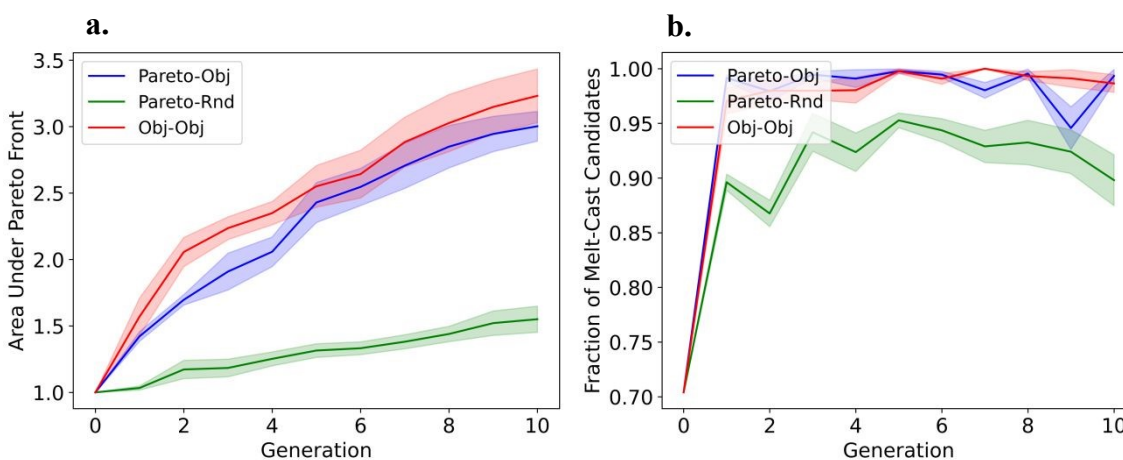 a.
Area Under Pareto Front
3.5
3.0
2.5
2.0
1.5
1.0
Pareto-Obj
Pareto-Rnd
Obj-Obj
0
2
4
6
8
10
Generation
b.
Fraction of Melt-Cast Candidates
1.00
0.95
0.90
0.85
0.80
0.75
0.70
Pareto-Obj
Pareto-Rnd
Obj-Obj
0
2
4
6
8
10
Generation